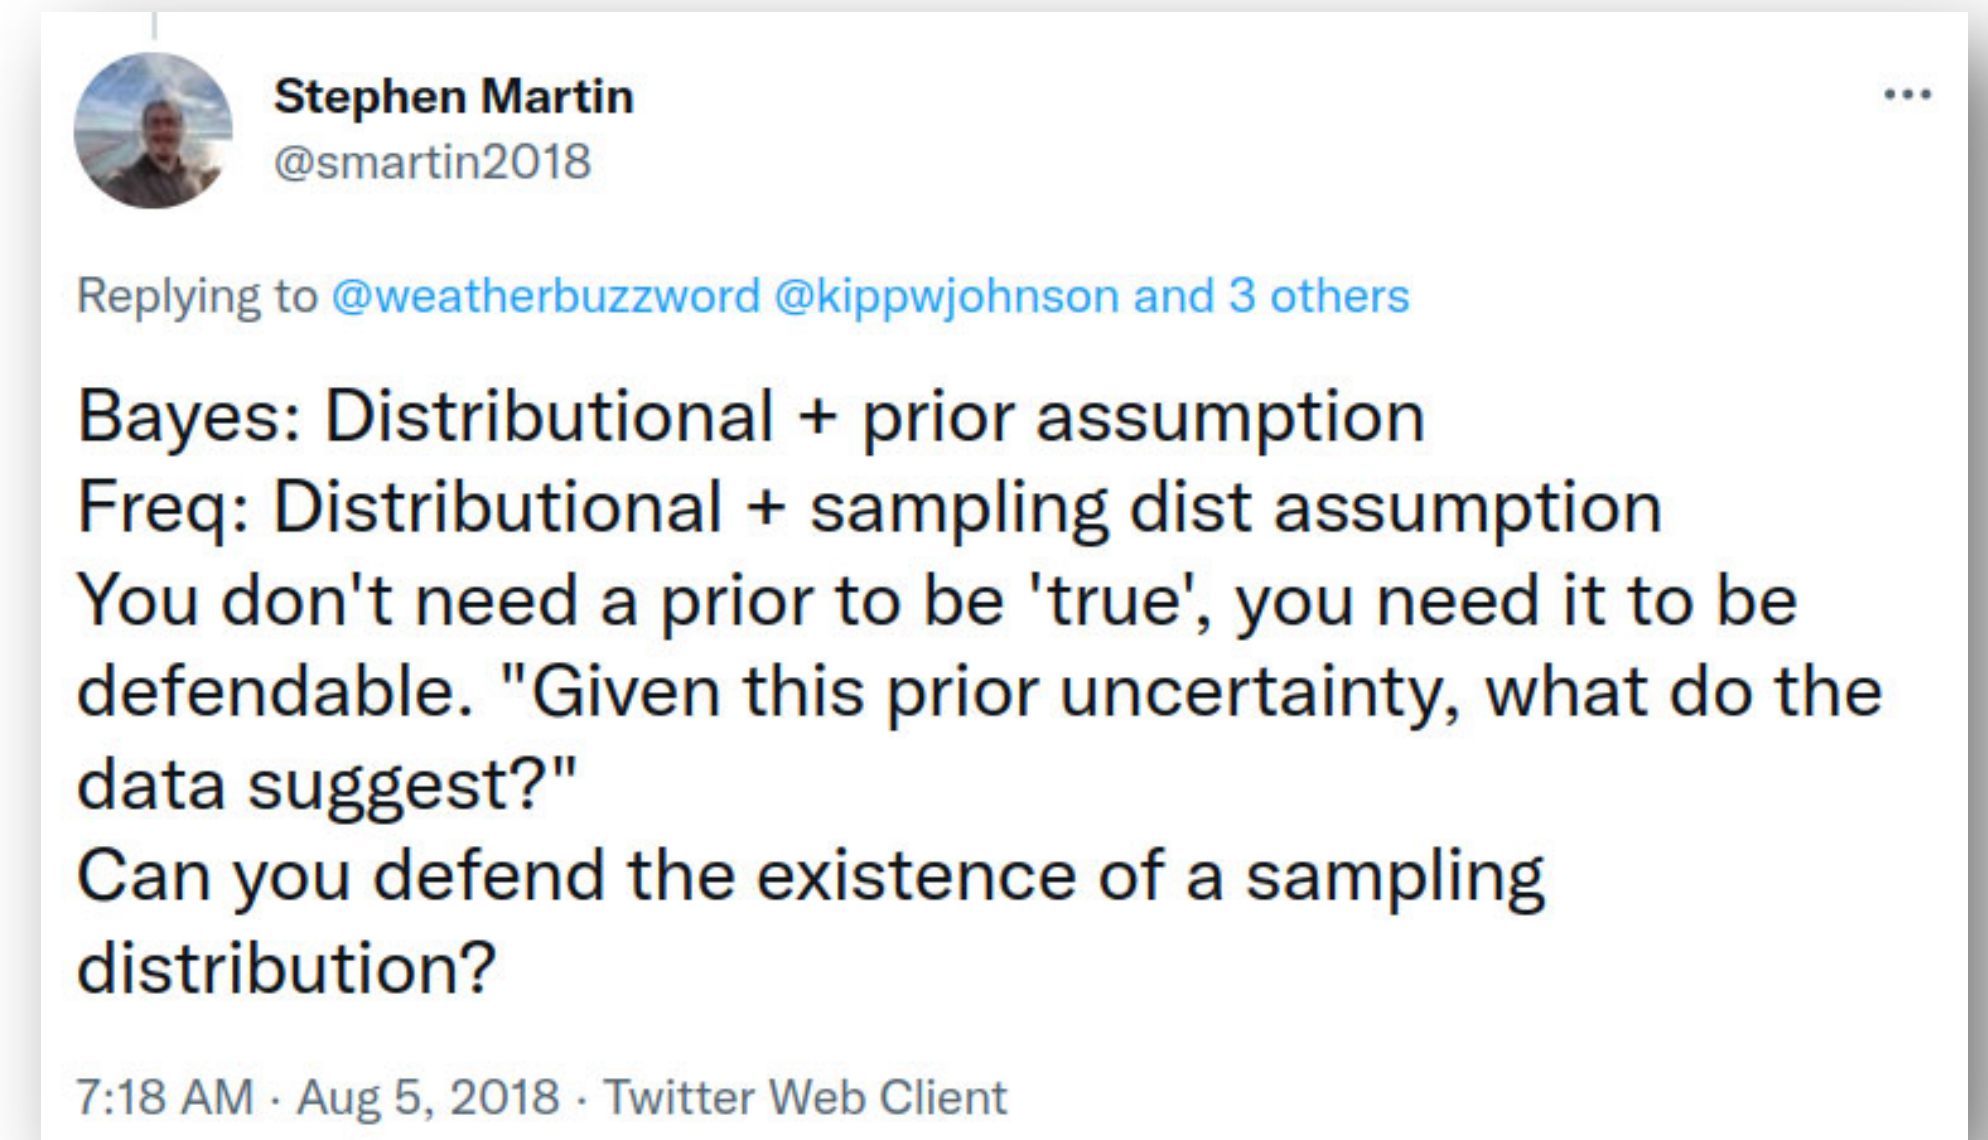 Stephen Martin
@smartin2018
Replying to @weatherbuzzword @kippwjohnson and 3 others
Bayes: Distributional + prior assumption
Freq: Distributional + sampling dist assumption
You don't need a prior to be 'true', you need it to be
defendable. "Given this prior uncertainty, what do the
data suggest?"
Can you defend the existence of a sampling
distribution?
7:18 AM · Aug 5, 2018 · Twitter Web Client